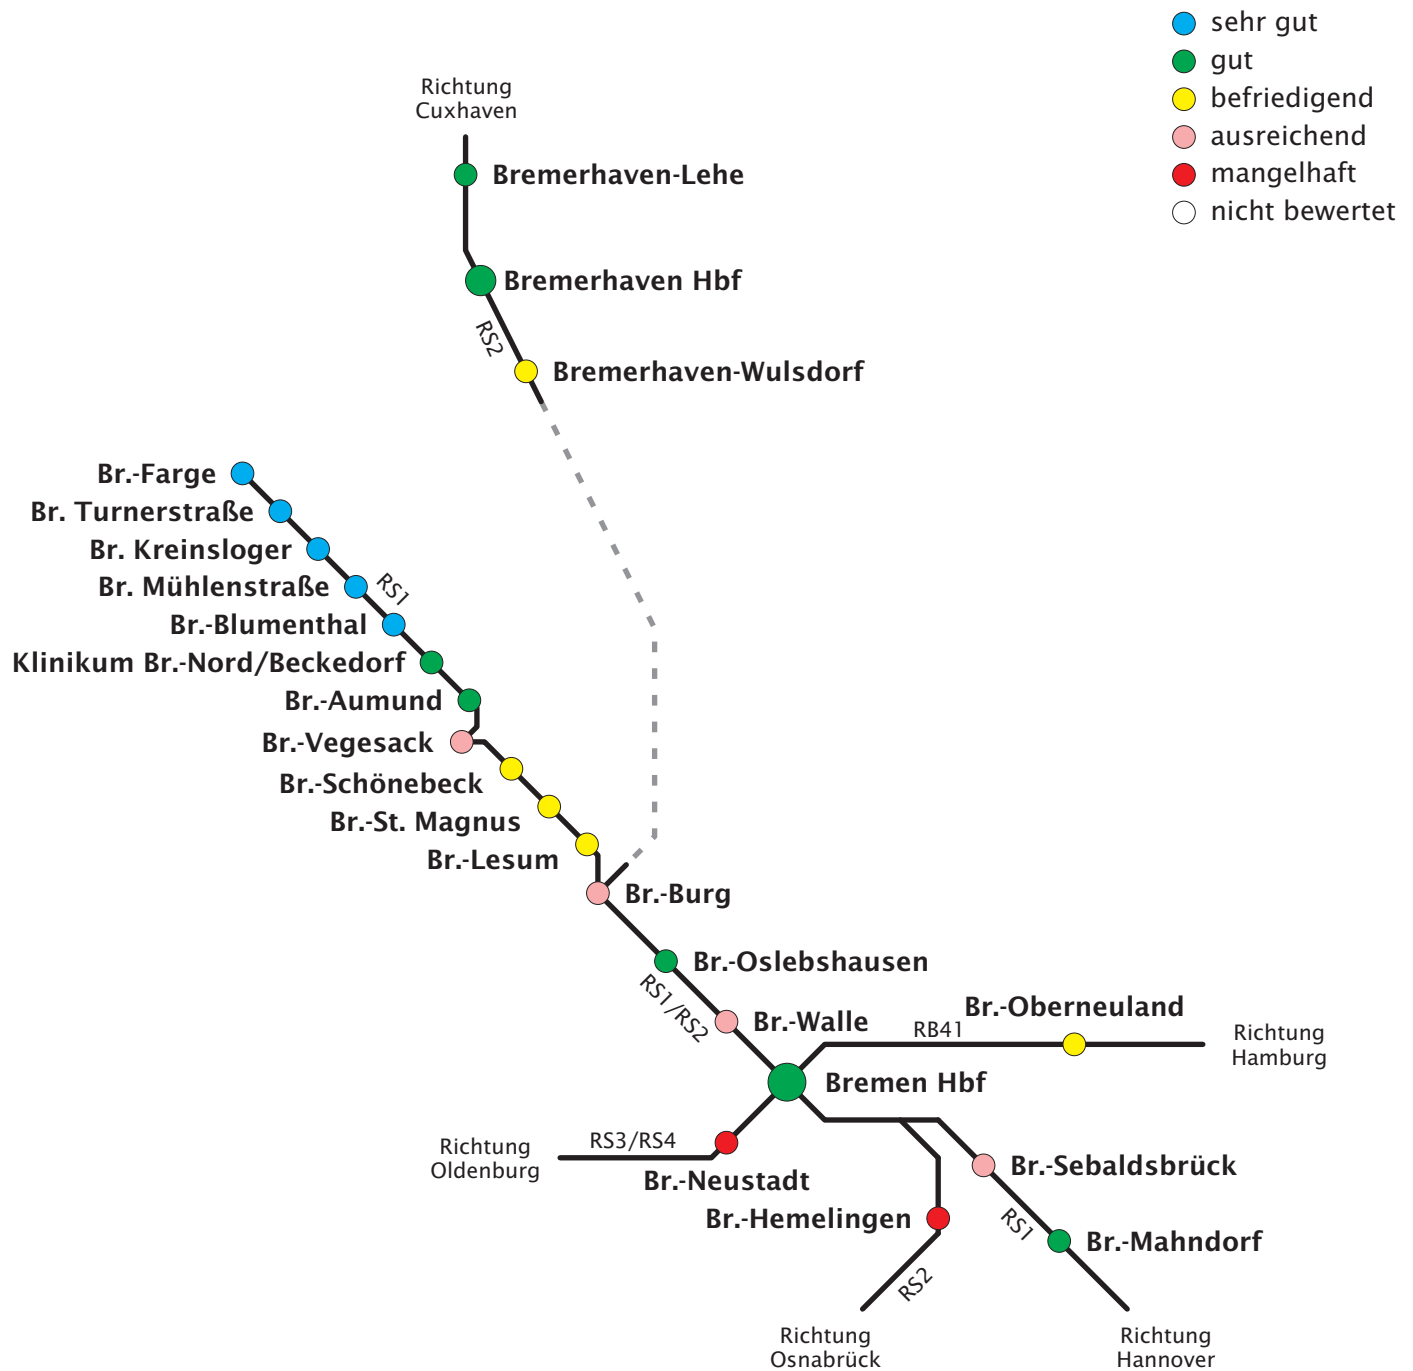 sehr gut
gut
befriedigend
ausreichend
mangelhaft
nicht bewertet
Richtung
Cuxhaven
Bremerhaven-Lehe
Bremerhaven Hbf
RS2
Bremerhaven-Wulsdorf
Br.-Farge
Br. Turnerstraße
Br. Kreinsloger
Br. Mühlenstraße
RS1
Br.-Blumenthal
Klinikum Br.-Nord/Beckedorf
Br.-Aumund
Br.-Vegesack
Br.-Schönebeck
Br.-St. Magnus
Br.-Lesum
Br.-Burg
Br.-Oslebshausen
RS1/RS2
Br.-Walle
Br.-Oberneuland
RB41
Richtung
Hamburg
Bremen Hbf
RS3/RS4
Richtung
Oldenburg
Br.-Neustadt
Br.-Sebaldsbrück
Br.-Hemelingen
RS1
Br.-Mahndorf
RS2
Richtung
Osnabrück
Richtung
Hannover